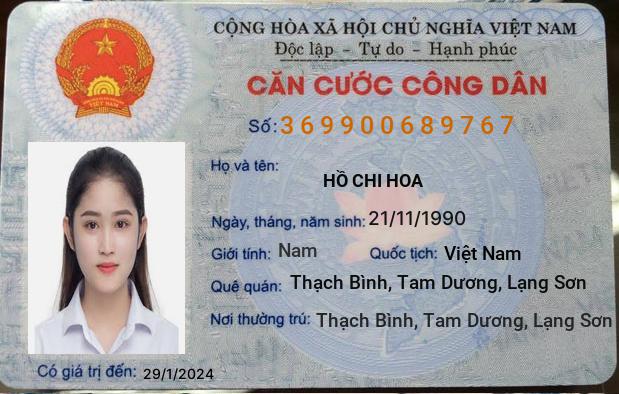 CỘNG HÒA XÃ HỘI CHỦ NGHĨA VIỆT NAM
Độc lập - Tự do - Hạnh phúc
CĂN CƯỚC CÔNG DÂN
Số: 369900689767
Họ và tên:
HỒ CHI HOA
Ngày, tháng, năm sinh: 21/11/1990
Giới tính: Nam Quốc tịch: Việt Nam
Quê quán: Thạch Bình, Tam Dương, Lạng Sơn
Nơi thường trú: Thạch Bình, Tam Dương, Lạng Sơn
Có giá trị đến: 29/1/2024
VIỆT NAM